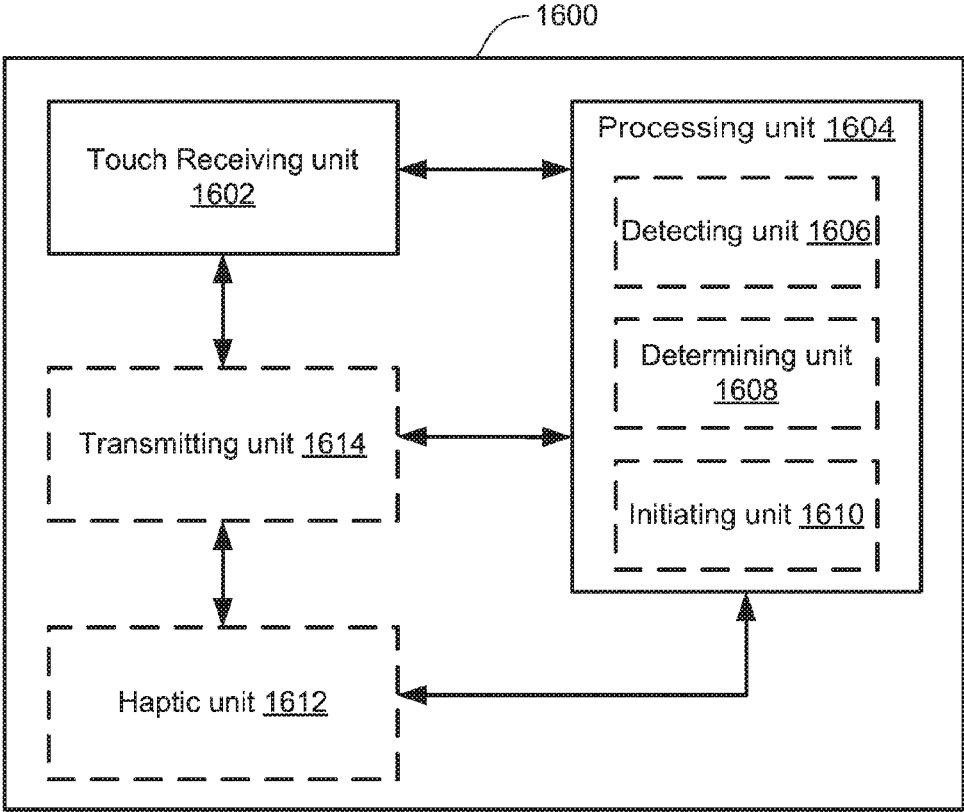 1600
Touch Receiving unit
1602
Processing unit 1604
Detecting unit 1606
Determining unit
1608
Transmitting unit 1614
Initiating unit 1610
Haptic unit 1612